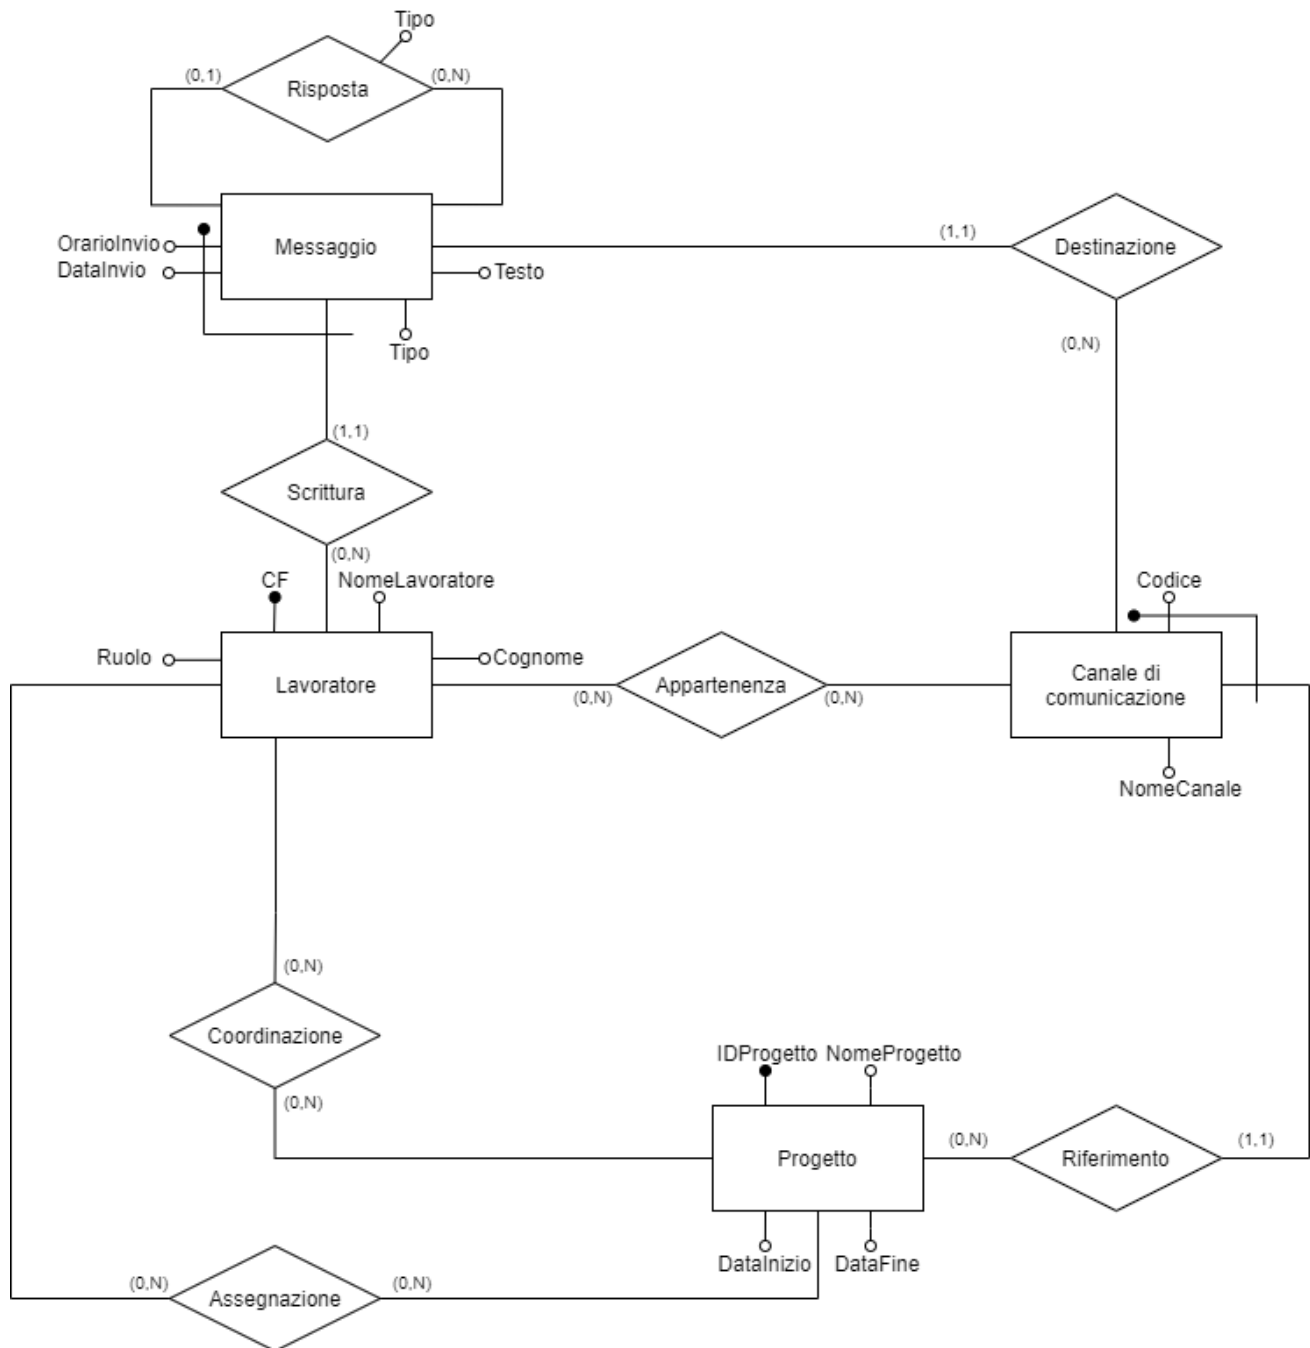 Tipo
(0,1)
(0,N)
Risposta
OrarioInvio
DataInvio
Messaggio
Testo
Tipo
(1,1)
Destinazione
(0,N)
(1,1)
Scrittura
(0,N)
CF
NomeLavoratore
Ruolo
Lavoratore
Cognome
(0,N)
Appartenenza
(0,N)
Codice
Canale di
comunicazione
NomeCanale
(0,N)
Coordinazione
(0,N)
IDProgetto
NomeProgetto
Progetto
(0,N)
Riferimento
(1,1)
DataInizio
DataFine
(0,N)
Assegnazione
(0,N)